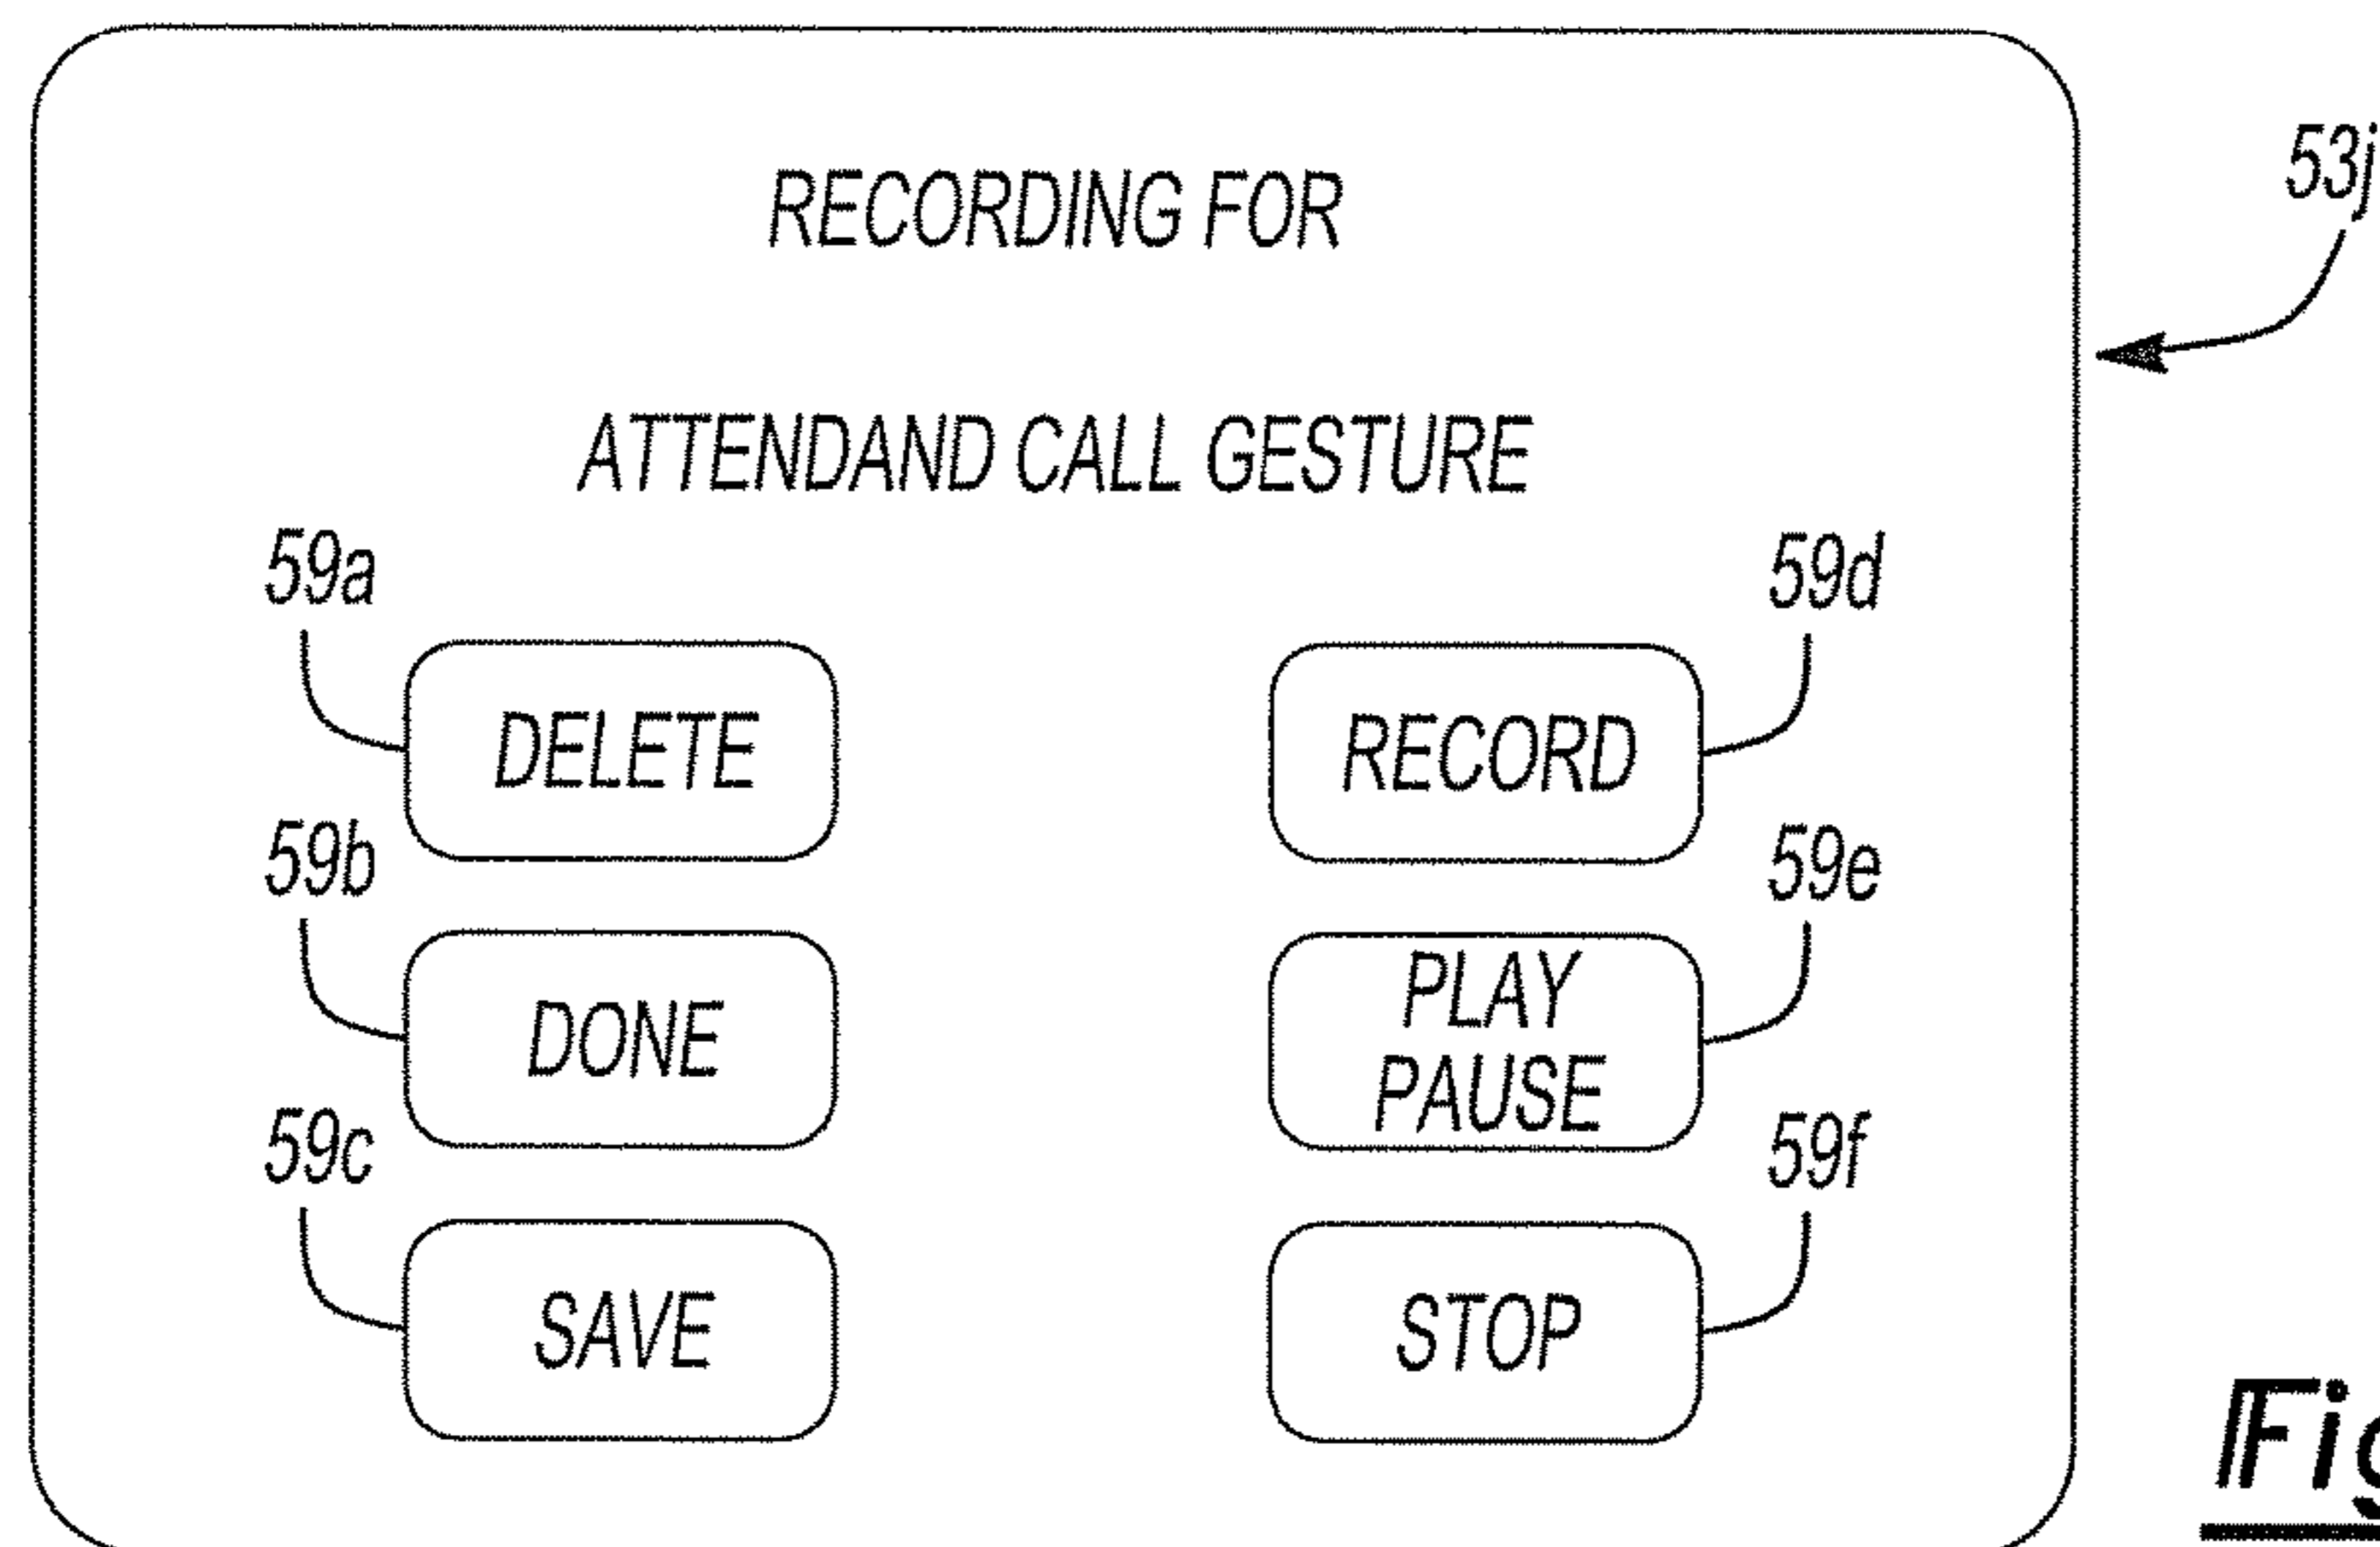 RECORDING FOR
53j
ATTENDAND CALL GESTURE
59a
59d
DELETE
RECORD
59b
59e
DONE
PLAY
PAUSE
59c
59f
SAVE
STOP